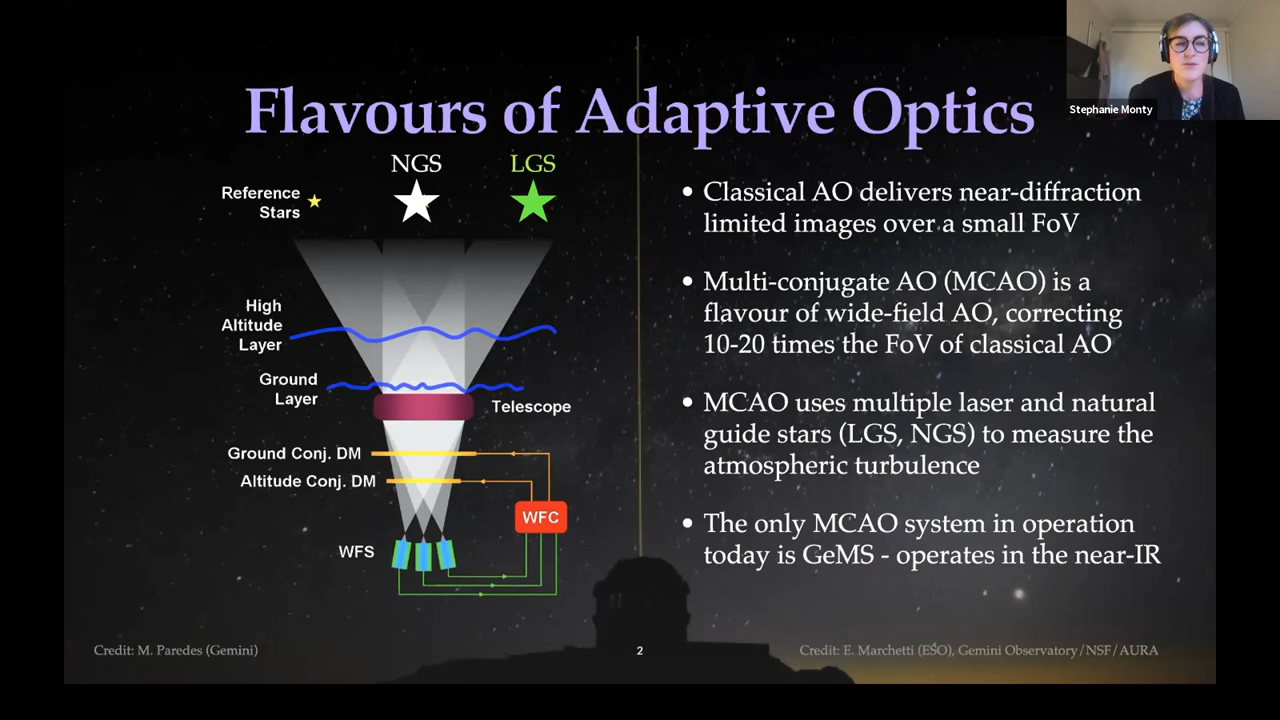 Stephanie Monty
Flavours of Adaptive Optics
NGS
LGS
Reference
Stars
High
Altitude
Layer
Ground
Layer
Telescope
Ground Conj. DM
Altitude Conj. DM
WFC
WFS
• Classical AO delivers near-diffraction
limited images over a small FoV
• Multi-conjugate AO (MCAO) is a
flavour of wide-field AO, correcting
10-20 times the FoV of classical AO
• MCAO uses multiple laser and natural
guide stars (LGS, NGS) to measure the
atmospheric turbulence
• The only MCAO system in operation
today is GeMS - operates in the near-IR
Credit: M. Paredes (Gemini)
2
Credit: E. Marchetti (ESO), Gemini Observatory/NSF/AURA